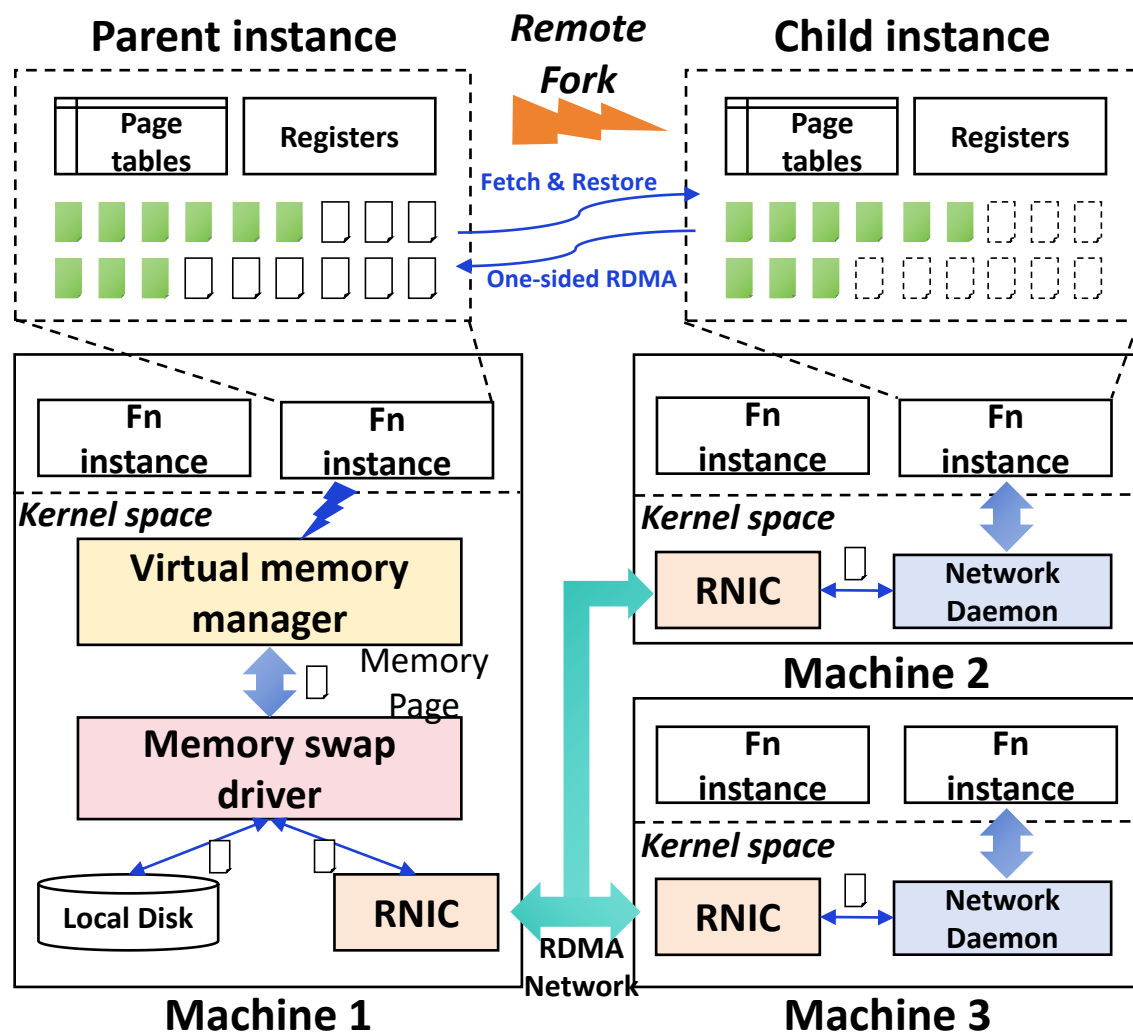 Parent instance
Remote
Fork
Child instance
Page
tables
Registers
Fetch & Restore
One-sided RDMA
Page
tables
Registers
Fn
instance
Fn
instance
Kernel space
Virtual memory
manager
Memory
Page
Memory swap
driver
Local Disk
RNIC
Machine 1
RDMA
Network
Fn
instance
Fn
instance
Kernel space
RNIC
Network
Daemon
Machine 2
Fn
instance
Fn
instance
Kernel space
RNIC
Network
Daemon
Machine 3